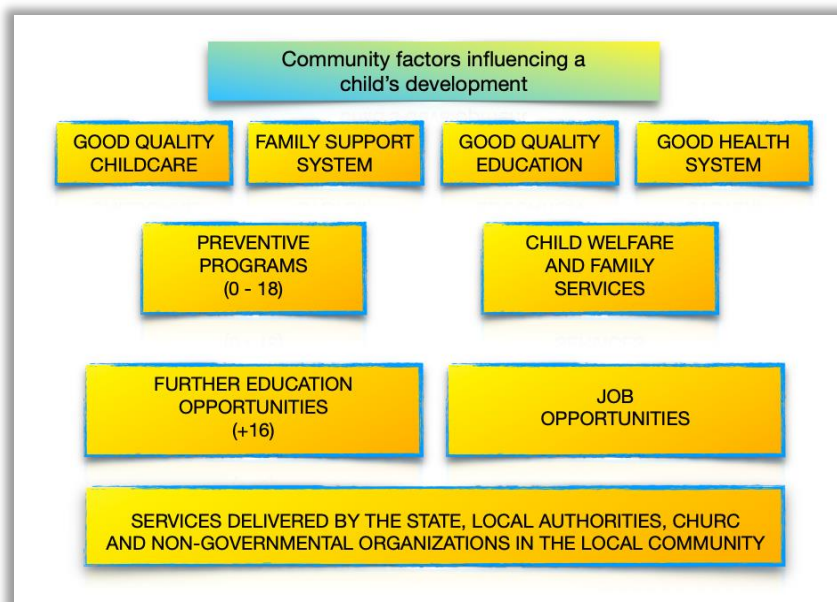 Community factors influencing a
child's development
GOOD QUALITY
CHILDCARE
FAMILY SUPPORT
SYSTEM
GOOD QUALITY
EDUCATION
GOOD HEALTH
SYSTEM
PREVENTIVE
PROGRAMS
(0 - 18)
CHILD WELFARE
AND FAMILY
SERVICES
FURTHER EDUCATION
OPPORTUNITIES
(+16)
JOB
OPPORTUNITIES
SERVICES DELIVERED BY THE STATE, LOCAL AUTHORITIES, CHURC
AND NON-GOVERNMENTAL ORGANIZATIONS IN THE LOCAL COMMUNITY